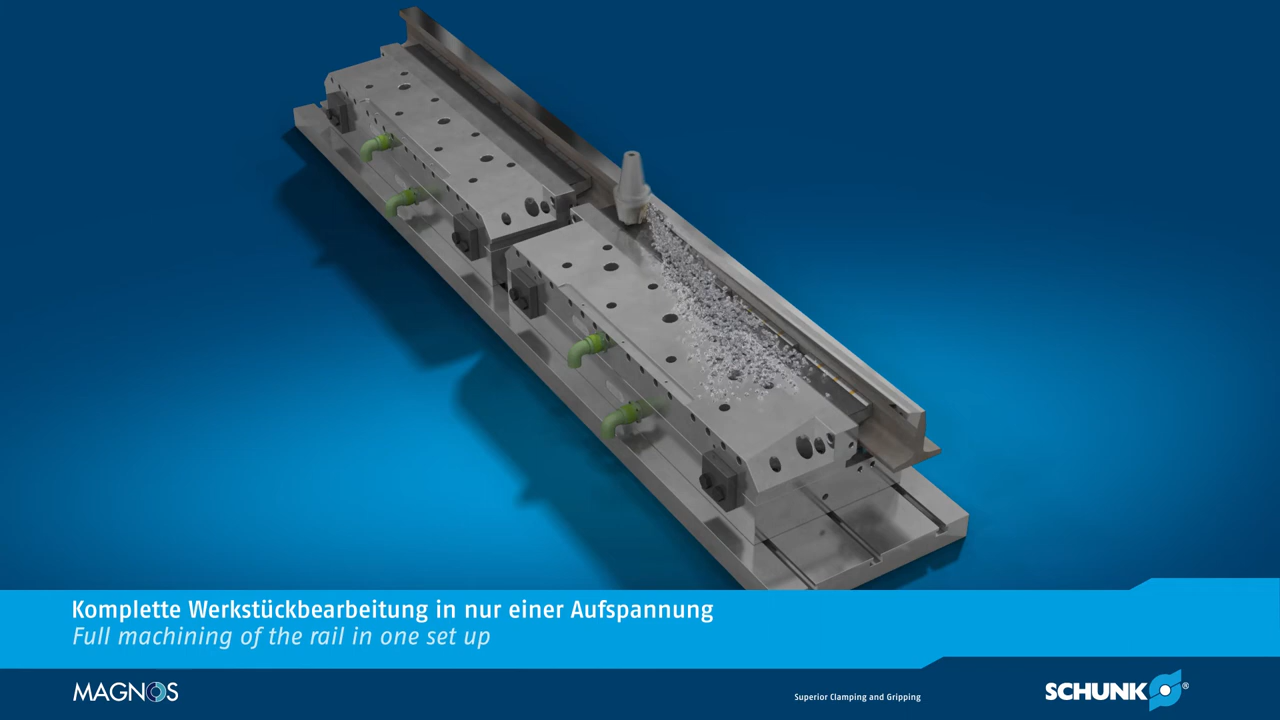 Komplette Werkstückbearbeitung in nur einer Aufspannung
Full machining of the rail in one set up
MAGNOS
Superior Clamping and Gripping
SCHUNK ®